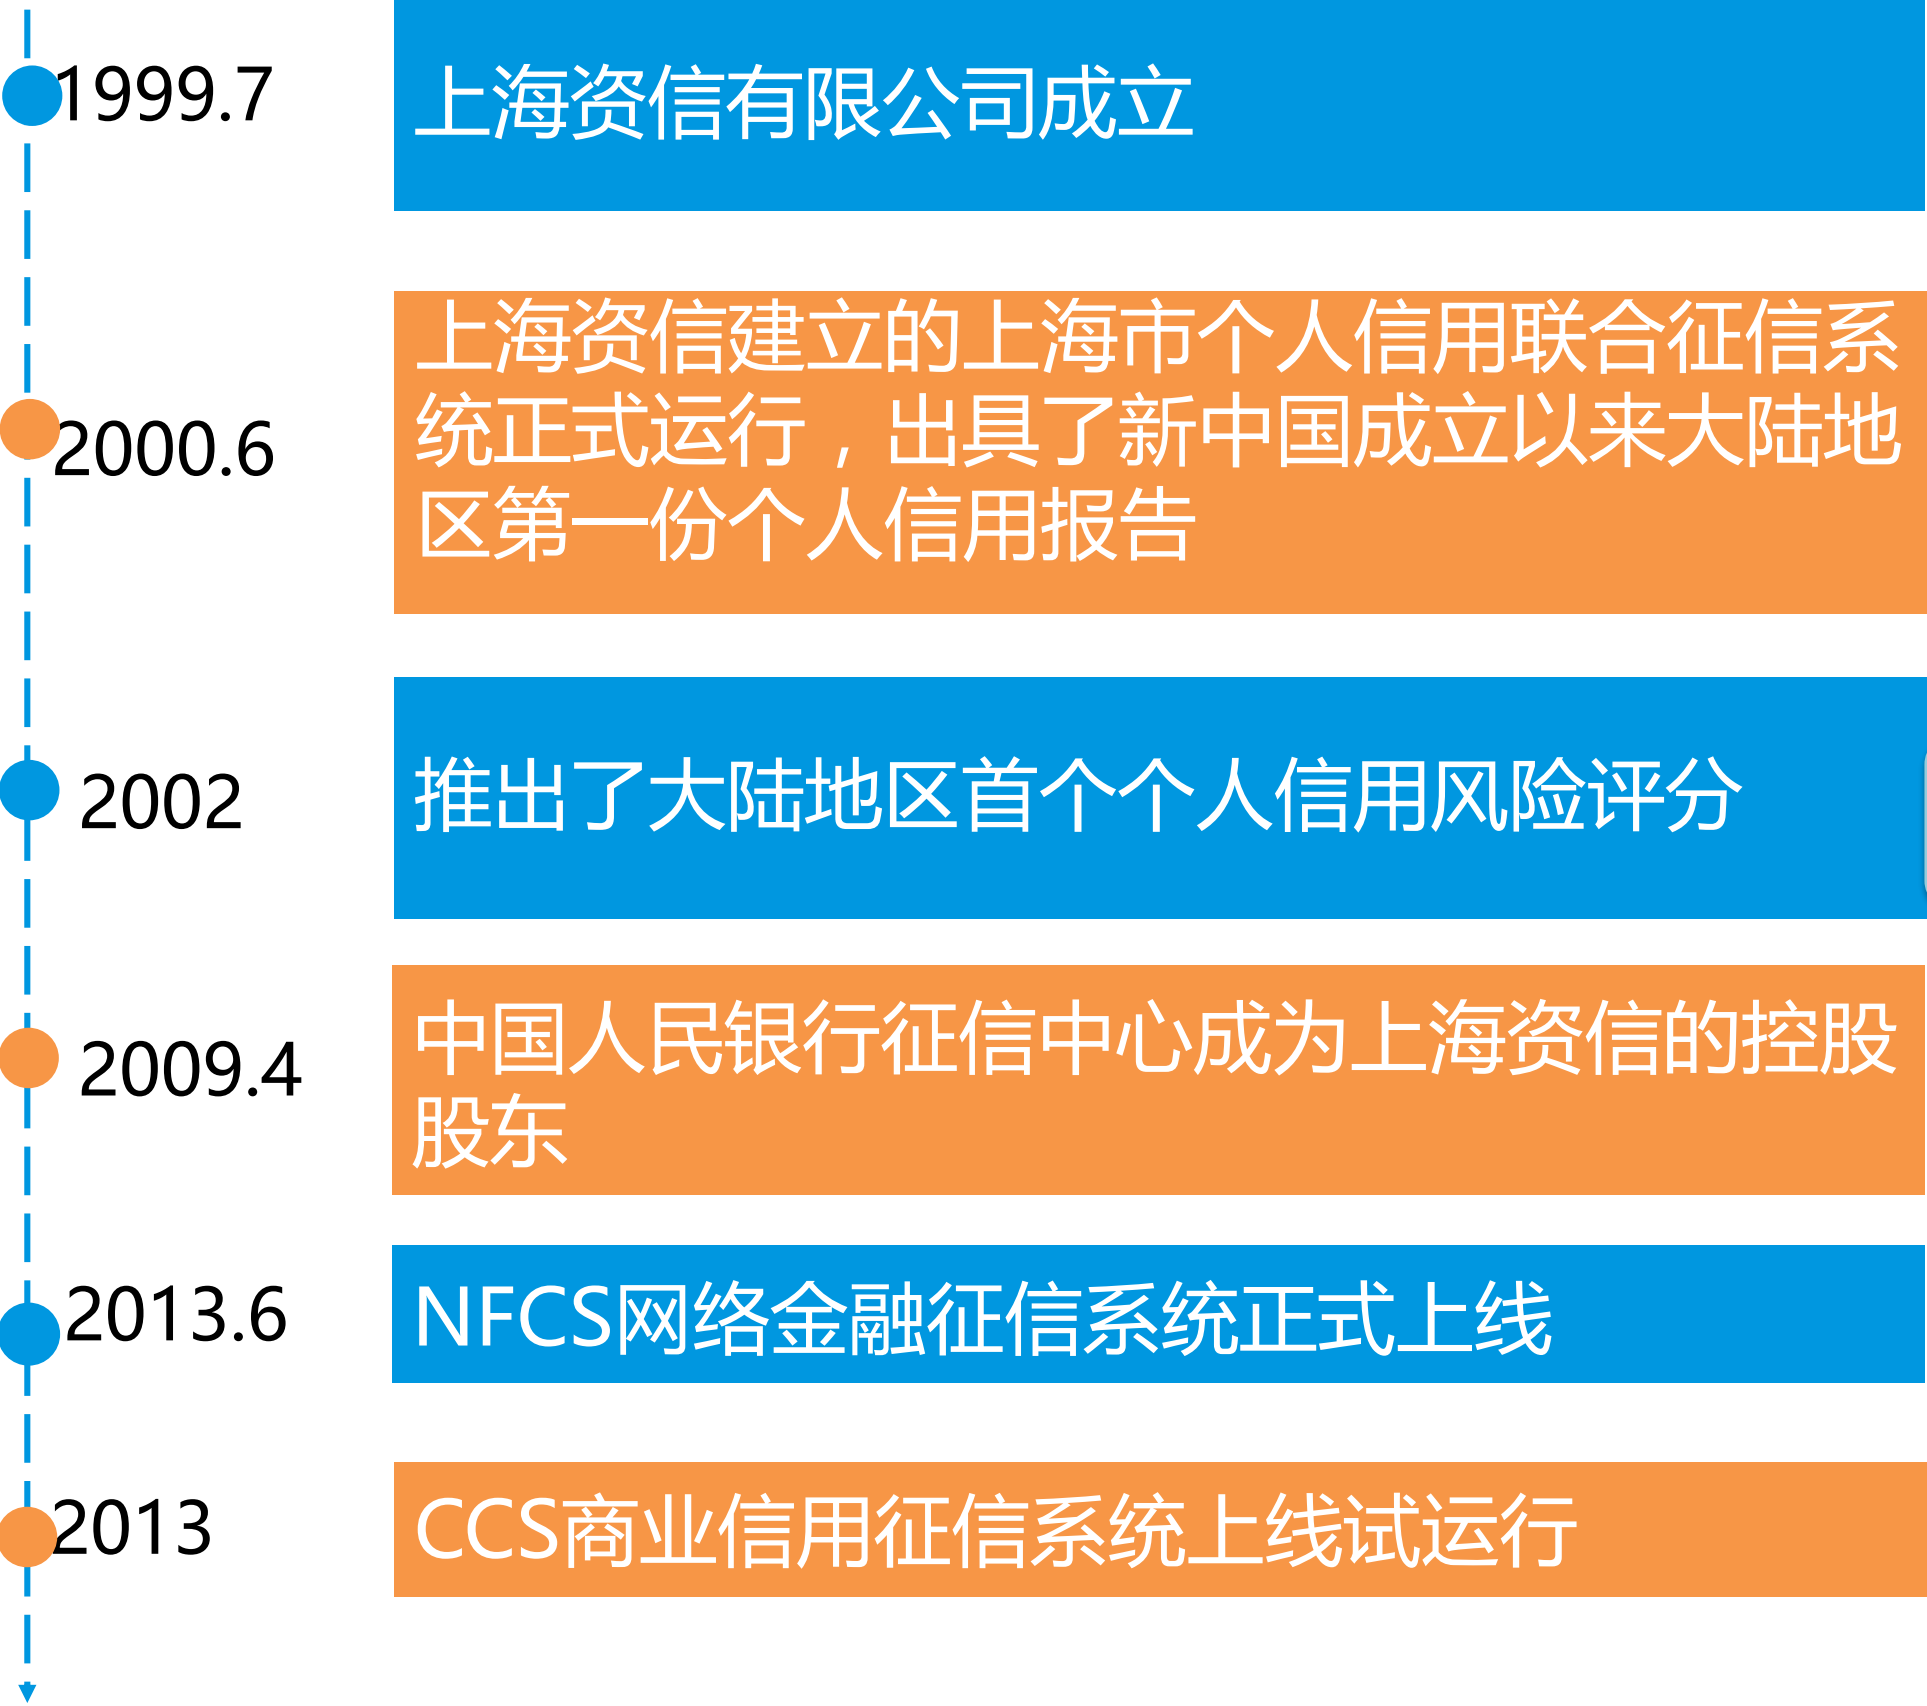 1999.7
上海资信有限公司成立
2000.6
上海资信建立的上海市个人信用联合征信系
统正式运行，出具了新中国成立以来大陆地
区第一份个人信用报告
2002
推出了大陆地区首个个人信用风险评分
2009.4
中国人民银行征信中心成为上海资信的控股
股东
2013.6
NFCS网络金融征信系统正式上线
2013
CCS商业信用征信系统上线试运行